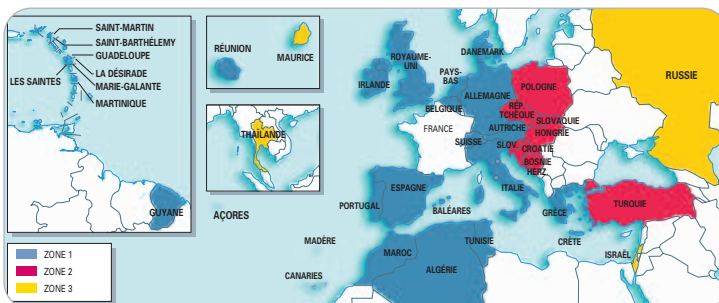 SAINT-MARTIN
SAINT-BARTHÉLEMY
GUADELOUPE
LES SAINTES
LA DÉSIRADE
MARIE-GALANTE
MARTINIQUE
GUYANE
RÉUNION
MAURICE
THAÏLANDE
AÇORES
MADÈRE
CANARIES
ROYAUME-
UNI
IRLANDE
DANEMARK
PAYS-
BAS
BELGIQUE
ALLEMAGNE
POLOGNE
RÉP.
TCHÈQUE
SLOVAQUIE
FRANCE
AUTRICHE
HONGRIE
SUISSE
SLOV.
CROATIE
BOSNIE
HERZ.
RUSSIE
ESPAGNE
PORTUGAL
BALÉARES
ITALIE
GRÈCE
TURQUIE
CRÈTE
ISRAËL
MAROC
ALGÉRIE
TUNISIE
ZONE 1
ZONE 2
ZONE 3